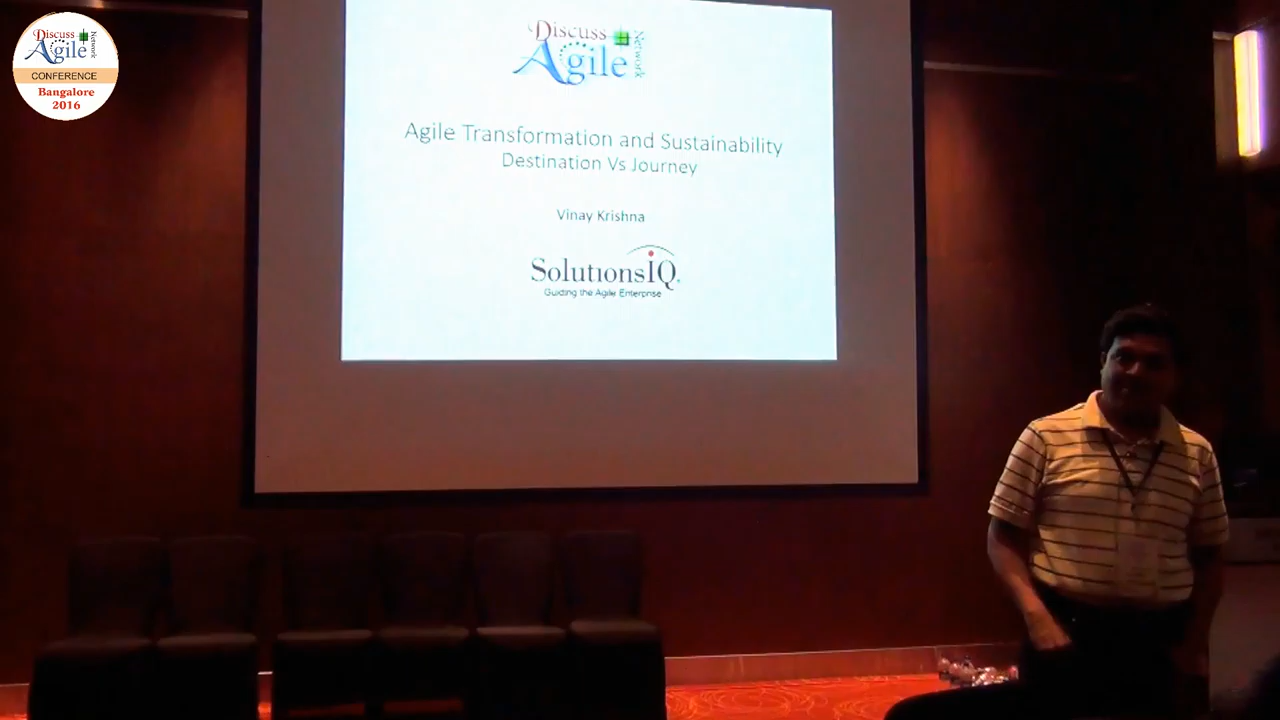 Discuss
Agile
Network
CONFERENCE
Bangalore
2016
Discuss
Agile
Network
Agile Transformation and Sustainability
Destination Vs Journey
Vinay Krishna
SolutionsIQ
Guiding the Agile Enterprise